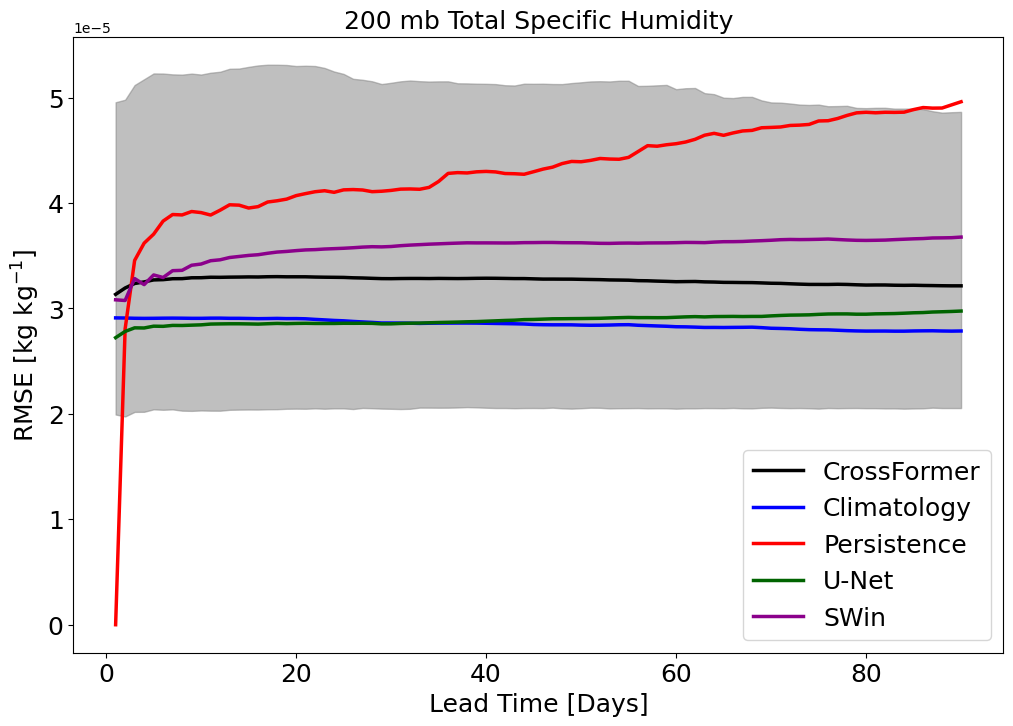 200 mb Total Specific Humidity
1e−5
RMSE [kg kg⁻¹]
5
4
3
2
1
0
0 20 40 60 80
Lead Time [Days]
CrossFormer
Climatology
Persistence
U-Net
SWin